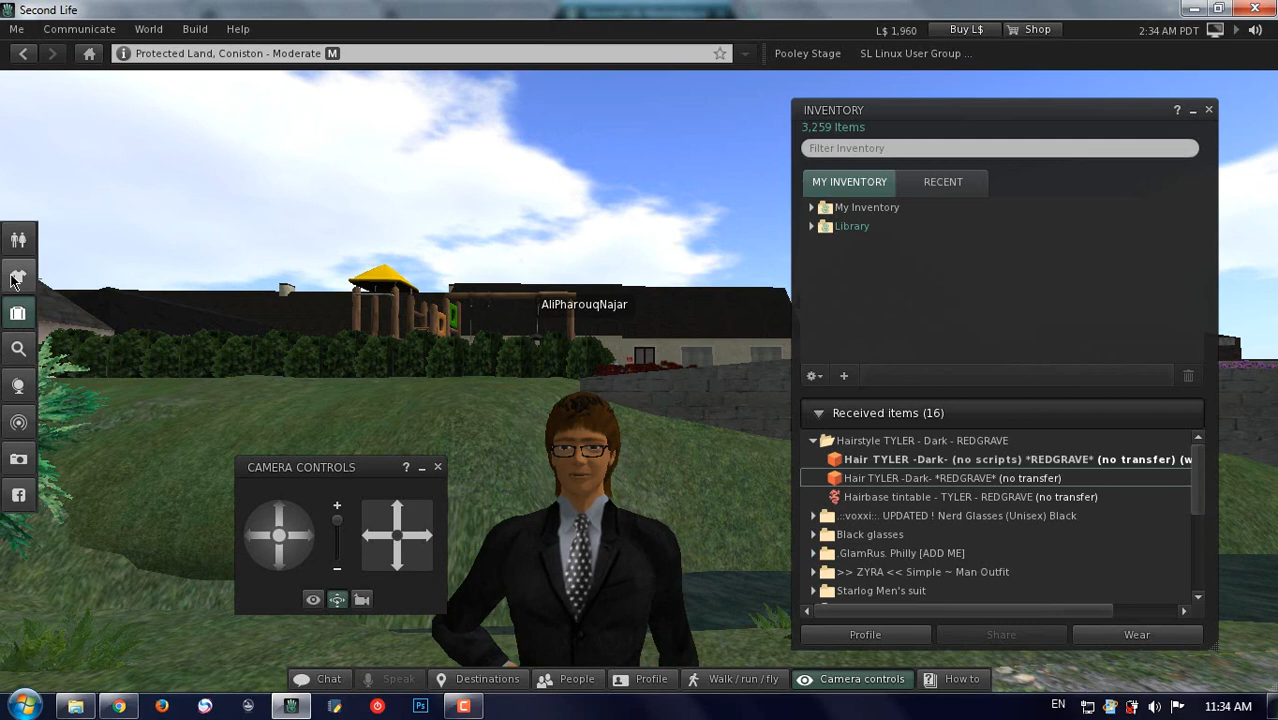 Second Life
Me Communicate World Build Help
L$ 1,960 Buy L$ Shop 2:34 AM PDT
Protected Land, Coniston - Moderate M
Pooley Stage SL Linux User Group ...
INVENTORY ?
3,259 Items
Filter Inventory
MY INVENTORY RECENT
My Inventory
Library
AliPharouqNajar
Received items (16)
Hairstyle TYLER - Dark - REDGRAVE
Hair TYLER -Dark- (no scripts) *REDGRAVE* (no transfer) (w
Hair TYLER -Dark- *REDGRAVE* (no transfer)
Hairbase tintable - TYLER - REDGRAVE (no transfer)
.::voxxi::. UPDATED ! Nerd Glasses (Unisex) Black
Black glasses
.GlamRus. Philly [ADD ME]
>> ZYRA << Simple ~ Man Outfit
Starlog Men's suit
Profile Share Wear
CAMERA CONTROLS ?
Chat Speak Destinations People Profile Walk / run / fly Camera controls How to
Ps C EN 11:34 AM